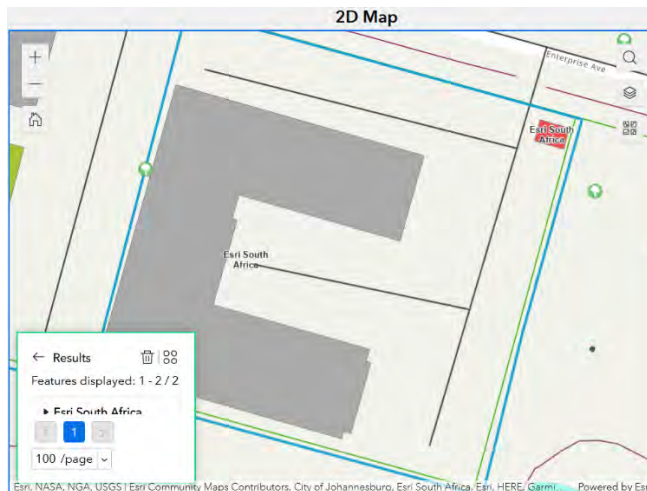 2D Map
Enterprise Ave
Esri South
Africa
Esri South
Africa
Results
Features displayed: 1 - 2 / 2
Esri South Africa
1
100 /page
Esri, NASA, NGA, USGS | Esri Community Maps Contributors, City of Johannesburg, Esri South Africa, Esri, HERE, Garmi... Powered by Esri